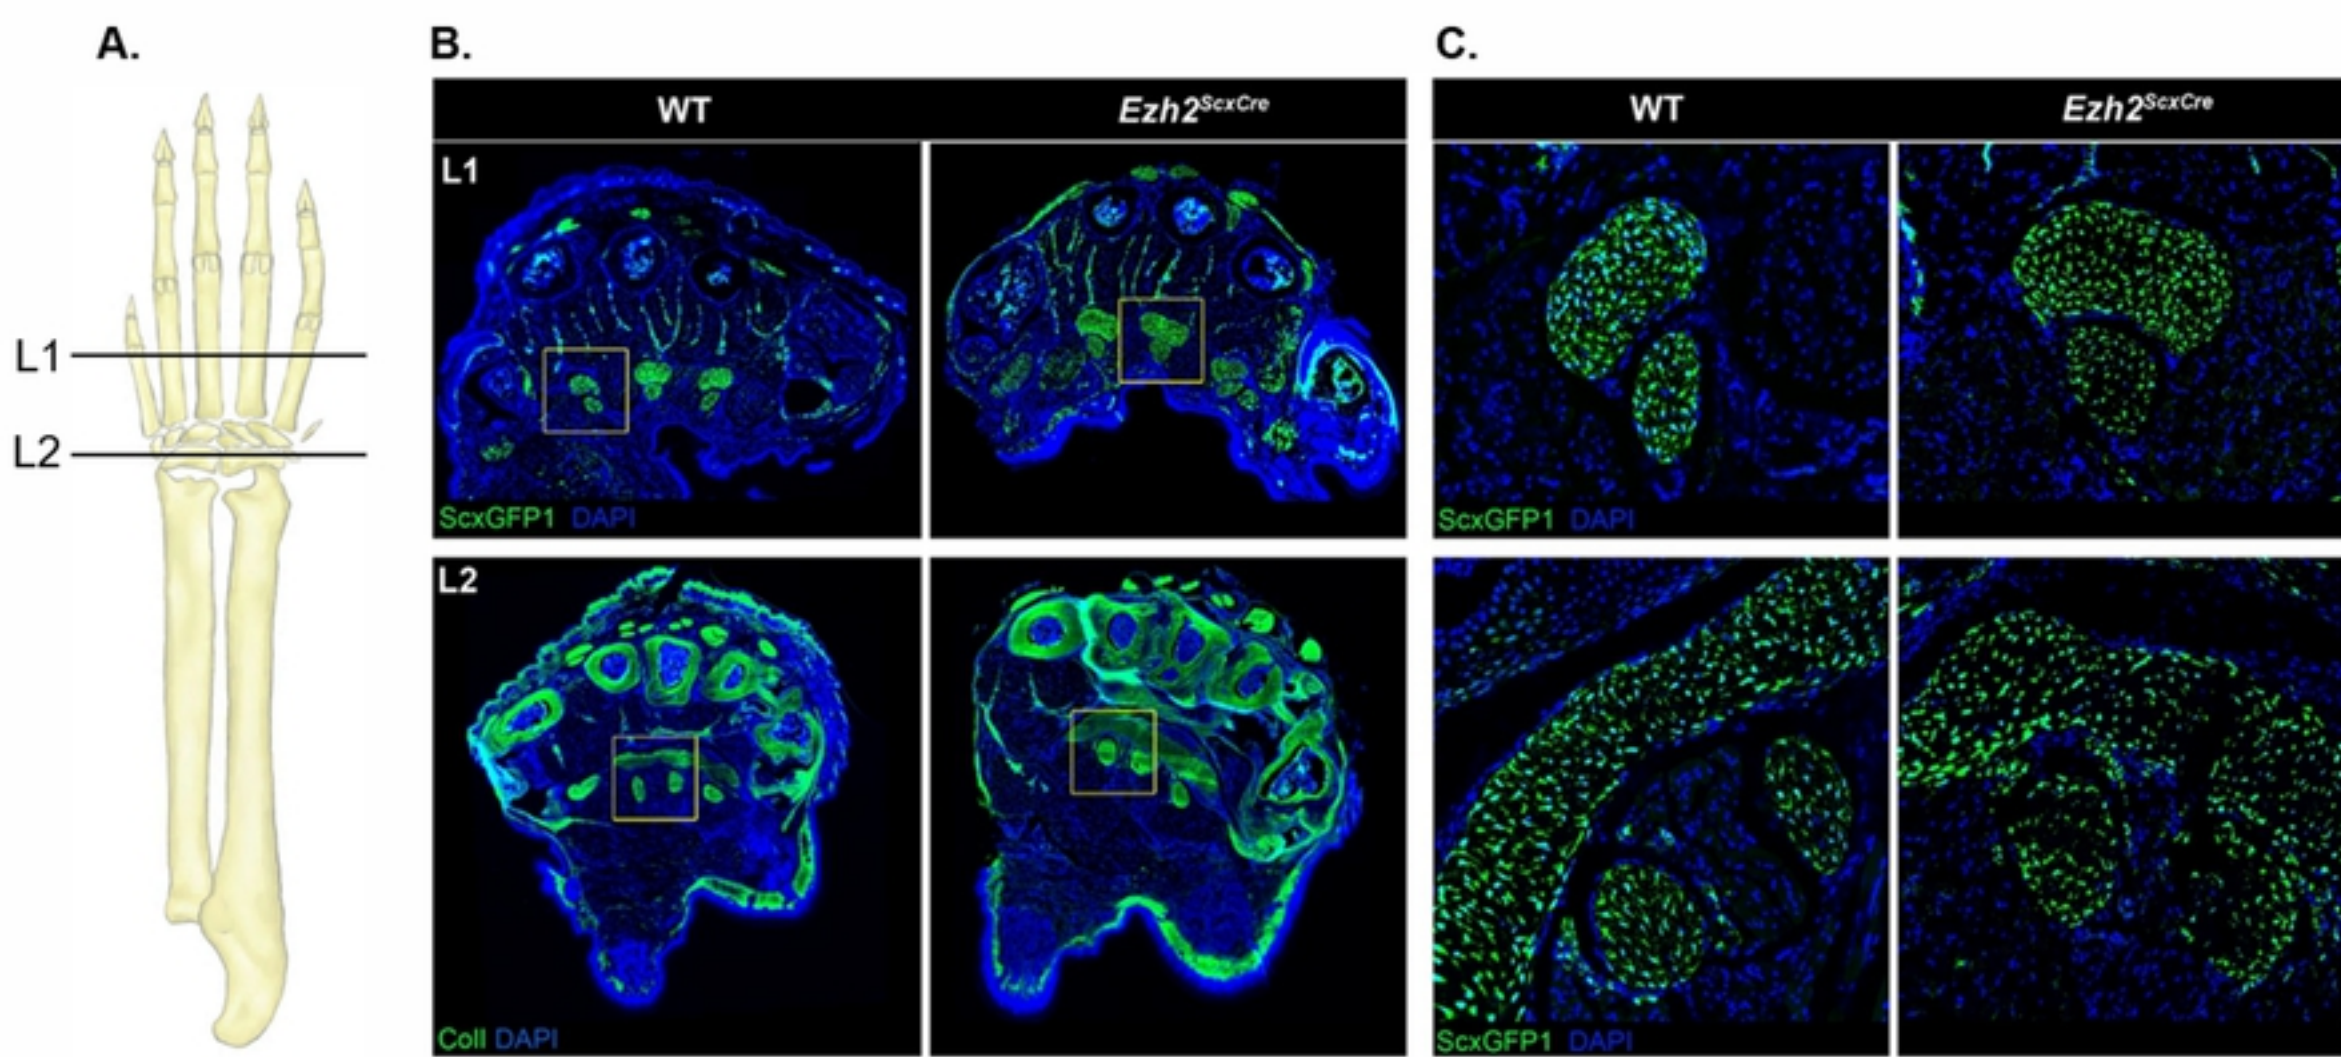 A.
L1
L2
B.
WT Ezh2ScxCre
L1
ScxGFP1 DAPI
L2
ColI DAPI
C.
WT Ezh2ScxCre
ScxGFP1 DAPI
ScxGFP1 DAPI